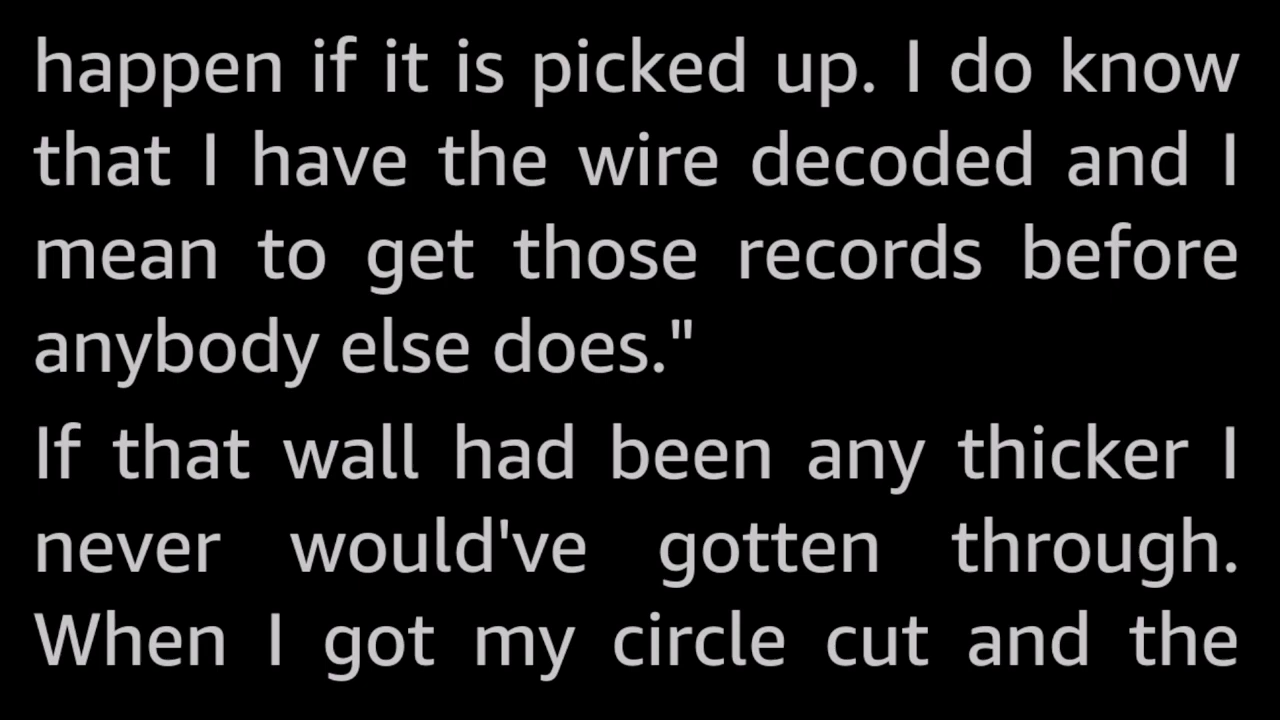 happen if it is picked up. I do know
that I have the wire decoded and I
mean to get those records before
anybody else does."
If that wall had been any thicker I
never would've gotten through.
When I got my circle cut and the